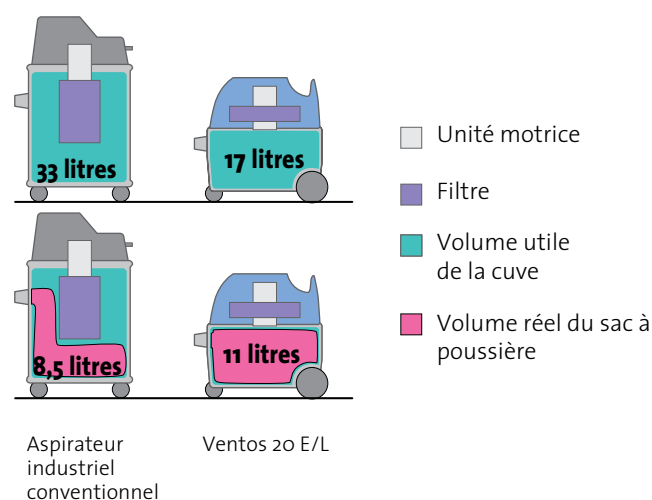 33 litres
17 litres
8,5 litres
11 litres
Aspirateur
industriel
conventionnel
Ventos 20 E/L
Unité motrice
Filtre
Volume utile
de la cuve
Volume réel du sac à
poussière